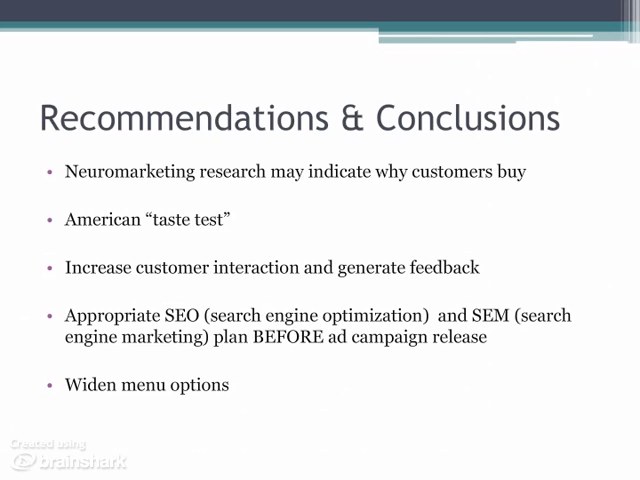 Recommendations & Conclusions
• Neuromarketing research may indicate why customers buy
• American “taste test”
• Increase customer interaction and generate feedback
• Appropriate SEO (search engine optimization)  and SEM (search
engine marketing) plan BEFORE ad campaign release
• Widen menu options
Created using
brainshark